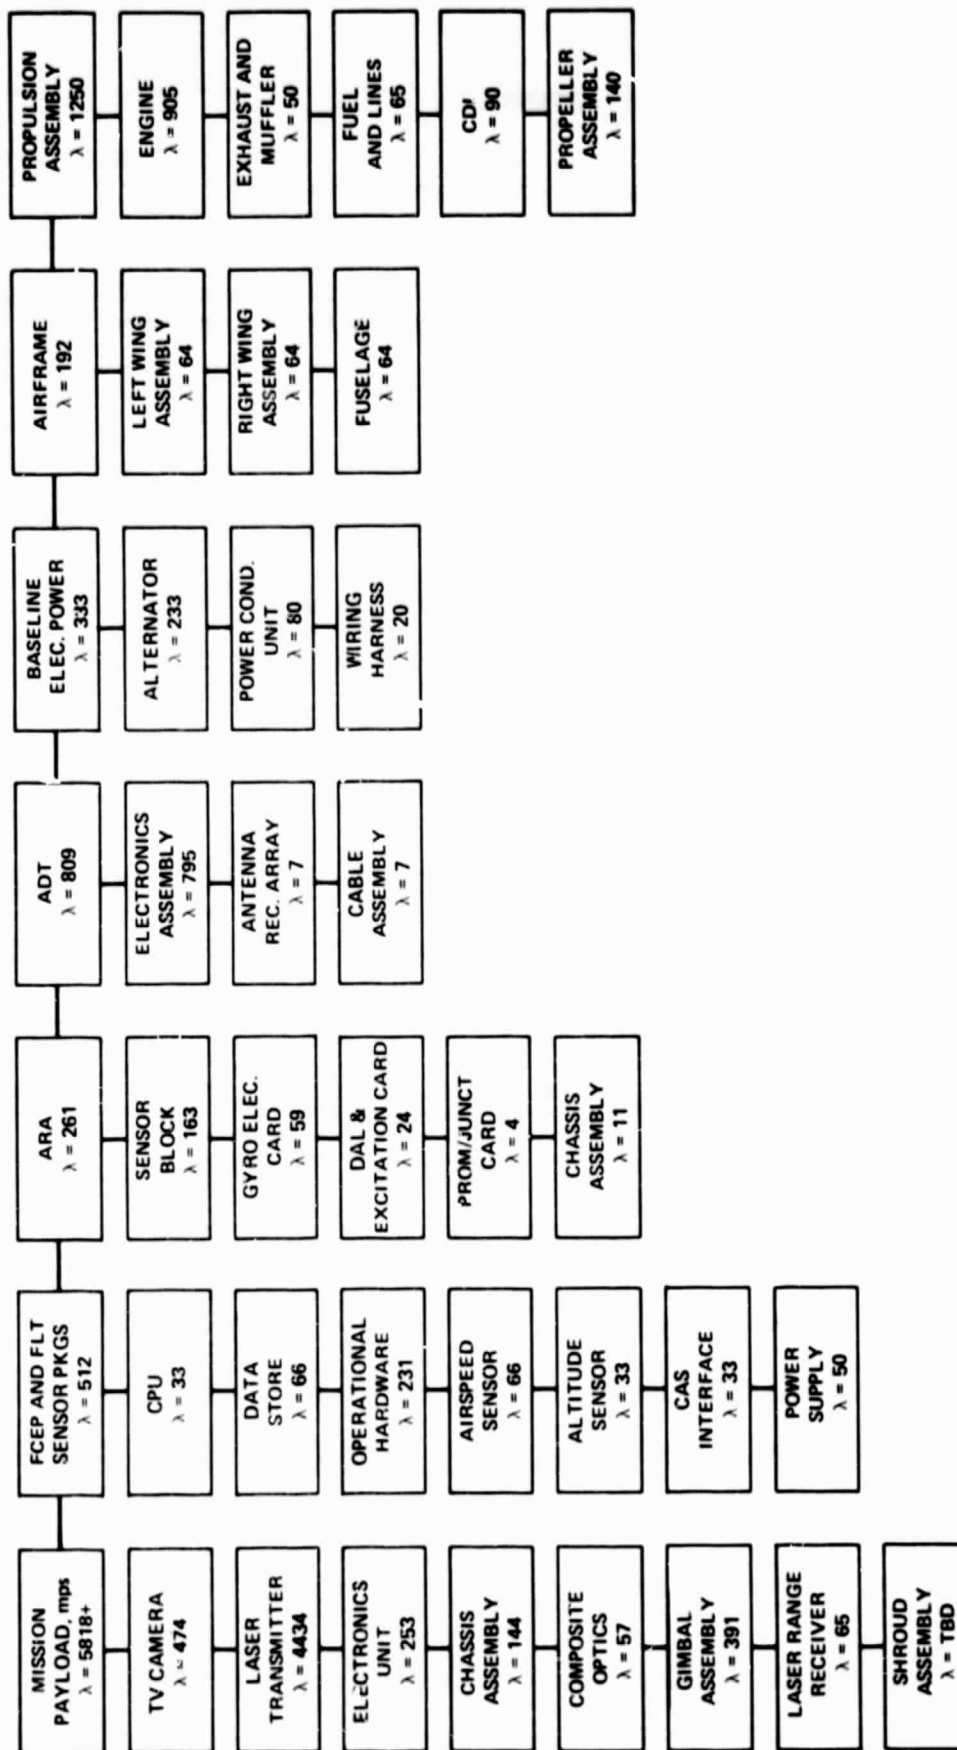 MISSION
PAYLOAD, mps
λ = 5818+
TV CAMERA
λ = 474
LASER
TRANSMITTER
λ = 4434
ELECTRONICS
UNIT
λ = 253
CHASSIS
ASSEMBLY
λ = 144
COMPOSITE
OPTICS
λ = 57
GIMBAL
ASSEMBLY
λ = 391
LASER RANGE
RECEIVER
λ = 65
SHROUD
ASSEMBLY
λ = TBD
FCEP AND FLT
SENSOR PKGS
λ = 512
CPU
λ = 33
DATA
STORE
λ = 66
OPERATIONAL
HARDWARE
λ = 231
AIRSPEED
SENSOR
λ = 66
ALTITUDE
SENSOR
λ = 33
CAS
INTERFACE
λ = 33
POWER
SUPPLY
λ = 50
ARA
λ = 261
SENSOR
BLOCK
λ = 163
GYRO ELEC.
CARD
λ = 59
DAL &
EXCITATION CARD
λ = 24
PROM/JUNCT
CARD
λ = 4
CHASSIS
ASSEMBLY
λ = 11
ADT
λ = 809
ELECTRONICS
ASSEMBLY
λ = 795
ANTENNA
REC. ARRAY
λ = 7
CABLE
ASSEMBLY
λ = 7
BASELINE
ELEC. POWER
λ = 333
ALTERNATOR
λ = 233
POWER COND.
UNIT
λ = 80
WIRING
HARNESS
λ = 20
AIRFRAME
λ = 192
LEFT WING
ASSEMBLY
λ = 64
RIGHT WING
ASSEMBLY
λ = 64
FUSELAGE
λ = 64
PROPULSION
ASSEMBLY
λ = 1250
ENGINE
λ = 905
EXHAUST AND
MUFFLER
λ = 50
FUEL
AND LINES
λ = 65
λ = 90
PROPELLER
ASSEMBLY
λ = 140